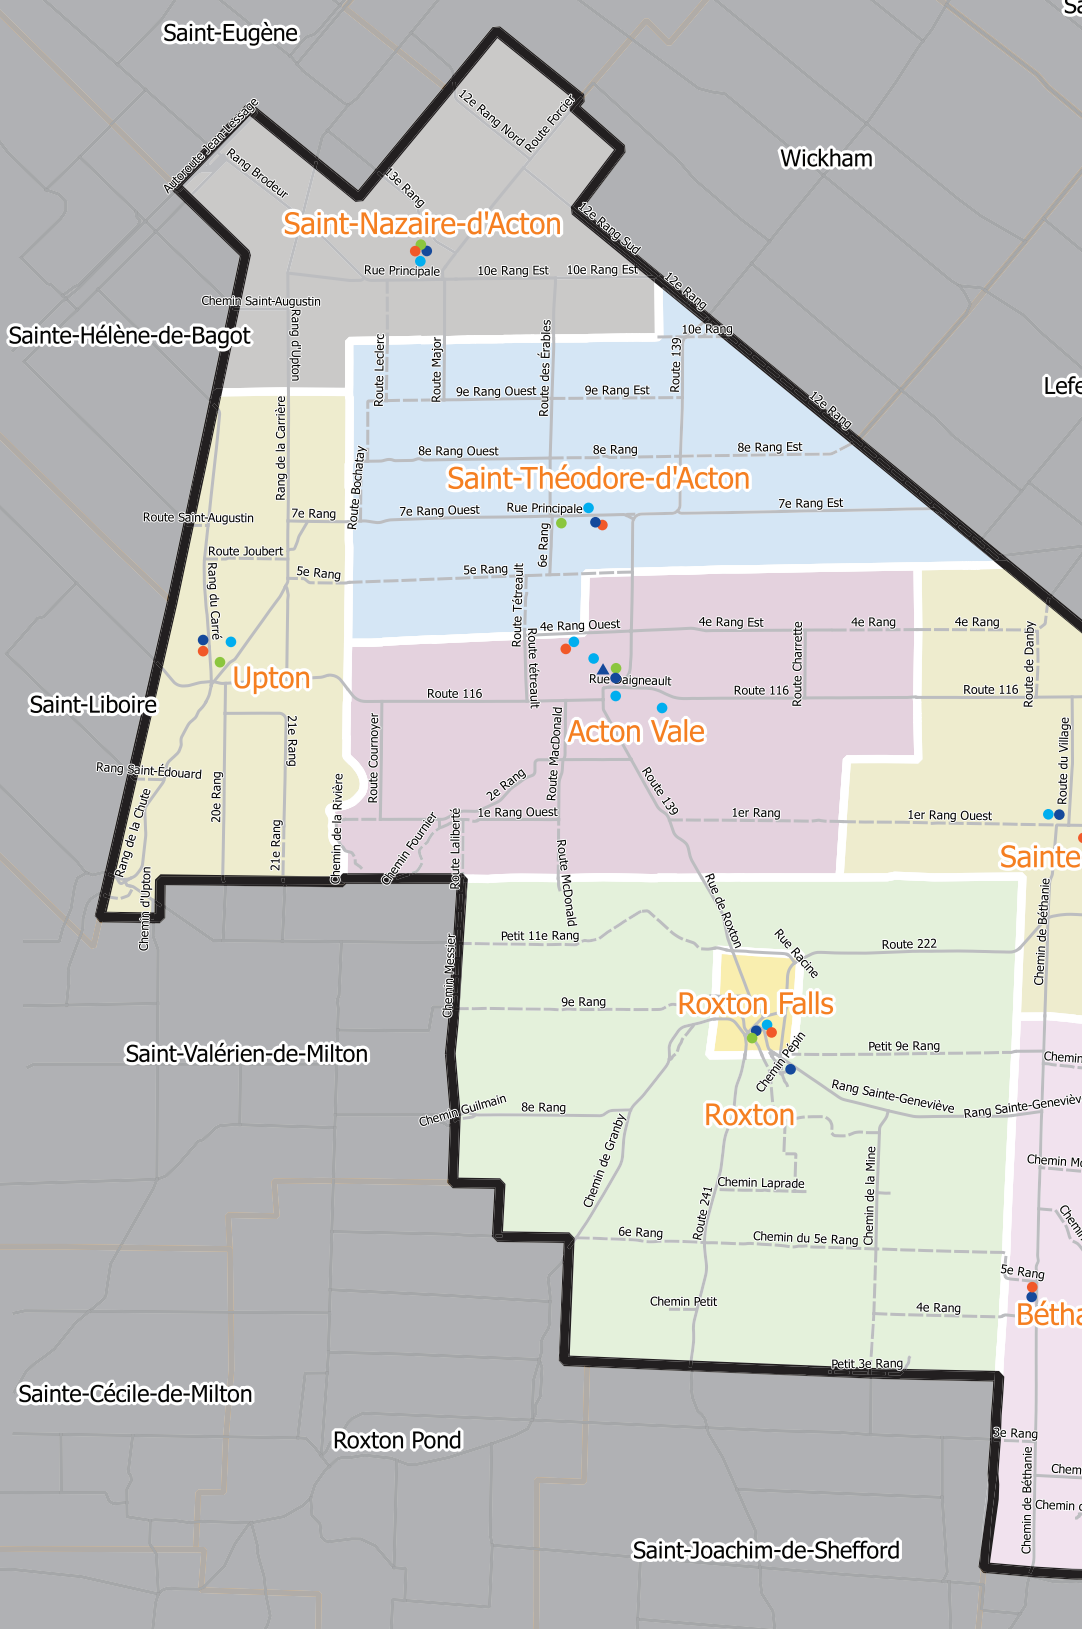 Saint-Eugène
12e Rang Nord
Route Forcier
Autoroute Jean-Lessage
Rang Brodeur
Wickham
13e Rang
Saint-Nazaire-d'Acton
12e Rang Sud
Rue Principale
10e Rang Est
10e Rang Est
12e Rang
Chemin Saint-Augustin
Sainte-Hélène-de-Bagot
Rang d'Upton
Route Leclerc
Route Major
Route des Érables
10e Rang
Route 139
9e Rang Ouest
9e Rang Est
12e Rang
Rang de la Carrière
Route Bochatay
8e Rang Ouest
8e Rang
8e Rang Est
Saint-Théodore-d'Acton
Route Saint-Augustin
7e Rang
7e Rang Ouest
Rue Principale
7e Rang Est
6e Rang
Route Joubert
Rang du Carré
5e Rang
5e Rang
Route Tétreault
4e Rang Ouest
4e Rang Est
4e Rang
4e Rang
Route tétreault
Route Charrette
Route de Danby
Upton
Rue Daigneault
Route 116
Route 116
Route 116
Saint-Liboire
Acton Vale
21e Rang
Route Cournoyer
Route MacDonald
Route du Village
Rang Saint-Édouard
20e Rang
Rang de la Chute
Chemin de la Rivière
2e Rang
Route 139
1e Rang Ouest
1er Rang
1er Rang Ouest
21e Rang
Chemin Fournier
Route Laliberté
Sainte
Chemin d'Upton
Route McDonald
Rue de Roxton
Chemin de Béthanie
Petit 11e Rang
Rue Racine
Route 222
Chemin Messier
9e Rang
Roxton Falls
Saint-Valérien-de-Milton
Chemin Pépin
Petit 9e Rang
Chemin
Chemin Guilmain
8e Rang
Roxton
Rang Sainte-Geneviève
Chemin de Granby
Chemin de la Mine
Chemin Laprade
Route 241
6e Rang
Chemin du 5e Rang
5e Rang
Chemin Petit
4e Rang
Petit 3e Rang
Sainte-Cécile-de-Milton
Roxton Pond
3e Rang
Chemin de Béthanie
Saint-Joachim-de-Shefford